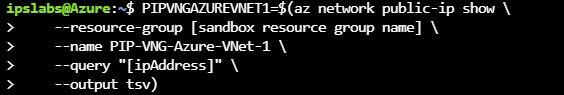 ipslabs@Azure:~$ PIPVNGAZUREVNET1=$(az network public-ip show \
> --resource-group [sandbox resource group name] \
> --name PIP-VNG-Azure-VNet-1 \
> --query "[ipAddress]" \
> --output tsv)